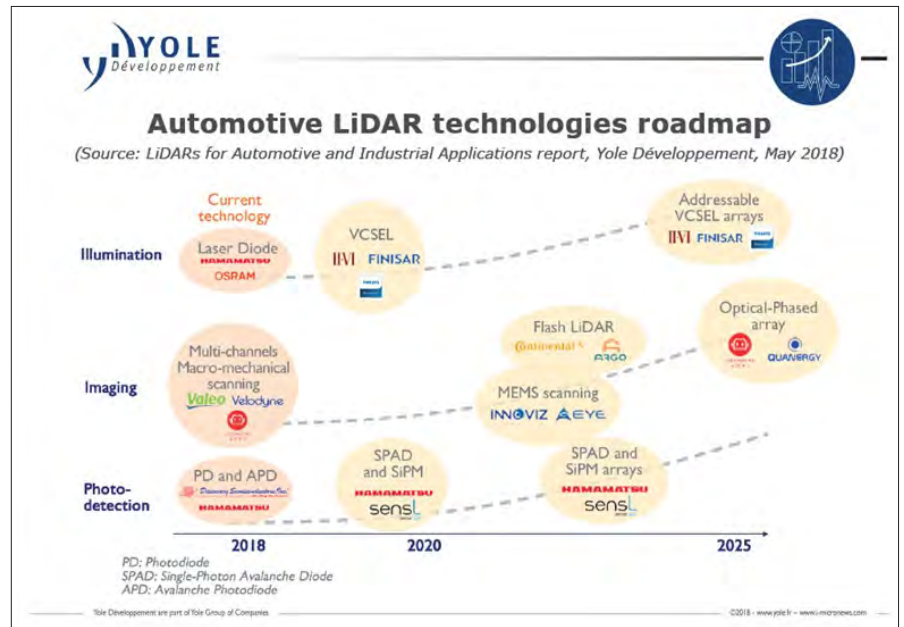 YOLE
Développement
Automotive LiDAR technologies roadmap
(Source: LiDARs for Automotive and Industrial Applications report, Yole Développement, May 2018)
Illumination
Current
technology
Laser Diode
HAMAMATSU
OSRAM
VCSEL
II-VI FINISAR
Addressable
VCSEL arrays
II-VI FINISAR
Imaging
Multi-channels
Macro-mechanical
scanning
Valeo Velodyne
Flash LiDAR
Continental
ARGO
MEMS scanning
INNOVIZ AEYE
Optical-Phased
array
QUANERGY
Photo-
detection
PD and APD
Discovery Semiconductors, Inc.
HAMAMATSU
SPAD
and SiPM
HAMAMATSU
sensL
SPAD and
SiPM arrays
HAMAMATSU
sensL
2018
2020
2025
PD: Photodiode
SPAD: Single-Photon Avalanche Diode
APD: Avalanche Photodiode
Yole Développement are part of Yole Group of Companies
©2018 - www.yole.fr – www.i-micronews.com